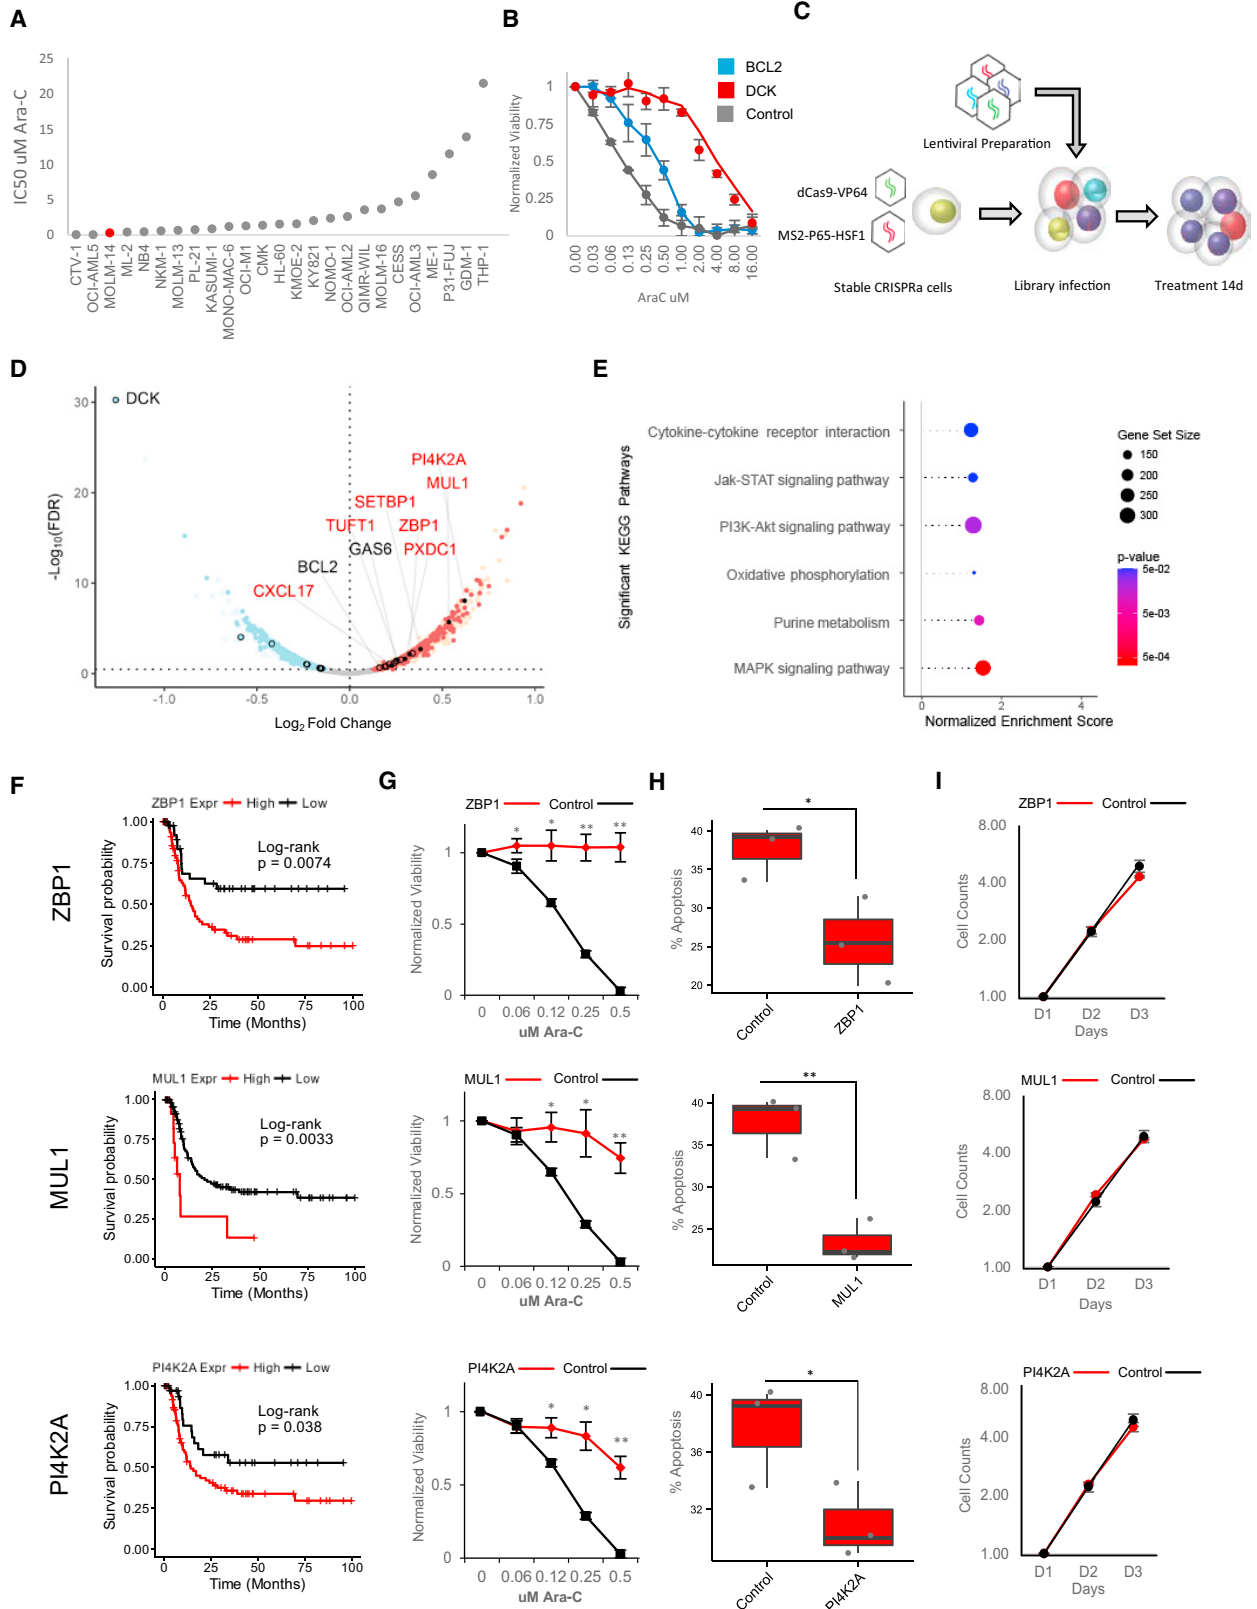 A
25
20
15
10
5
0
IC50 uM Ara-C
CTV-1
OCI-AML5
MOLM-14
ML-2
NB4
NKM-1
MOLM-13
PL-21
KASUMI-1
MONO-MAC-6
OCI-M1
CMK
HL-60
KMOE-2
KY821
NOMO-1
OCI-AML2
QIMR-WIL
MOLM-16
CESS
OCI-AML3
ME-1
P31-FUJ
GDM-1
THP-1
B
BCL2
DCK
Control
1
0.75
0.5
0.25
0
Normalized Viability
0.00
0.03
0.06
0.13
0.25
0.50
1.00
2.00
4.00
8.00
16.00
AraC uM
C
Lentiviral Preparation
dCas9-VP64
MS2-P65-HSF1
Stable CRISPRa cells
Library infection
Treatment 14d
D
30
20
10
0
-Log10(FDR)
DCK
PI4K2A
MUL1
SETBP1
TUFT1
ZBP1
GAS6
PXDC1
BCL2
CXCL17
-1.0
-0.5
0.0
0.5
1.0
Log2 Fold Change
E
Significant KEGG Pathways
Cytokine-cytokine receptor interaction
Jak-STAT signaling pathway
PI3K-Akt signaling pathway
Oxidative phosphorylation
Purine metabolism
MAPK signaling pathway
0
2
4
Normalized Enrichment Score
Gene Set Size
150
200
250
300
p-value
5e-02
5e-03
5e-04
F
ZBP1
ZBP1 Expr High Low
Log-rank
p = 0.0074
1.00
0.75
0.50
0.25
0.00
Survival probability
0 25 50 75 100
Time (Months)
G
ZBP1 Control
* * ** **
1
0.5
0
Normalized Viability
0 0.06 0.12 0.25 0.5
uM Ara-C
H
*
40
35
30
25
20
% Apoptosis
Control
ZBP1
I
ZBP1 Control
8.00
4.00
2.00
1.00
Cell Counts
D1 D2 D3
Days
MUL1
MUL1 Expr High Low
Log-rank
p = 0.0033
1.00
0.75
0.50
0.25
0.00
Survival probability
0 25 50 75 100
Time (Months)
MUL1 Control
* * **
1
0.5
0
Normalized Viability
0 0.06 0.12 0.25 0.5
uM Ara-C
**
40
35
30
25
% Apoptosis
Control
MUL1
MUL1 Control
8.00
4.00
2.00
1.00
Cell Counts
D1 D2 D3
Days
PI4K2A
PI4K2A Expr High Low
Log-rank
p = 0.038
1.00
0.75
0.50
0.25
0.00
Survival probability
0 25 50 75 100
Time (Months)
PI4K2A Control
* * **
1
0.5
0
Normalized Viability
0 0.06 0.12 0.25 0.5
uM Ara-C
*
40
36
32
% Apoptosis
Control
PI4K2A
PI4K2A Control
8.00
4.00
2.00
1.00
Cell Counts
D1 D2 D3
Days